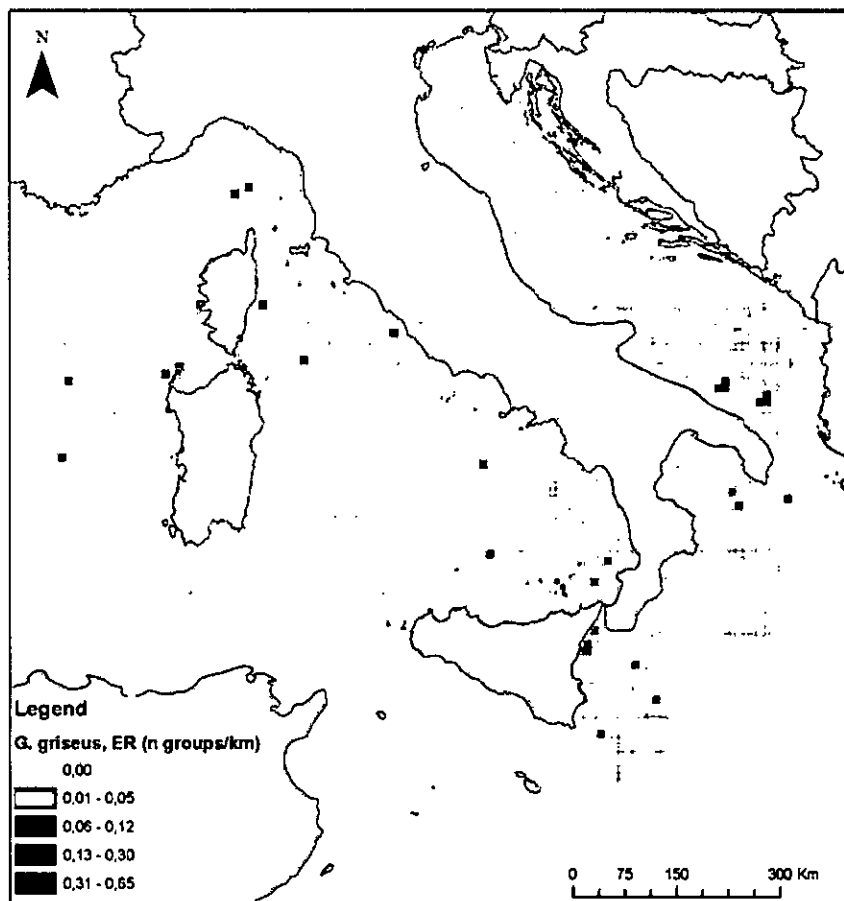 N
Legend
G. griseus, ER (n groups/km)
0,00
0,01 - 0,05
0,06 - 0,12
0,13 - 0,30
0,31 - 0,65
0 75 150 300 Km